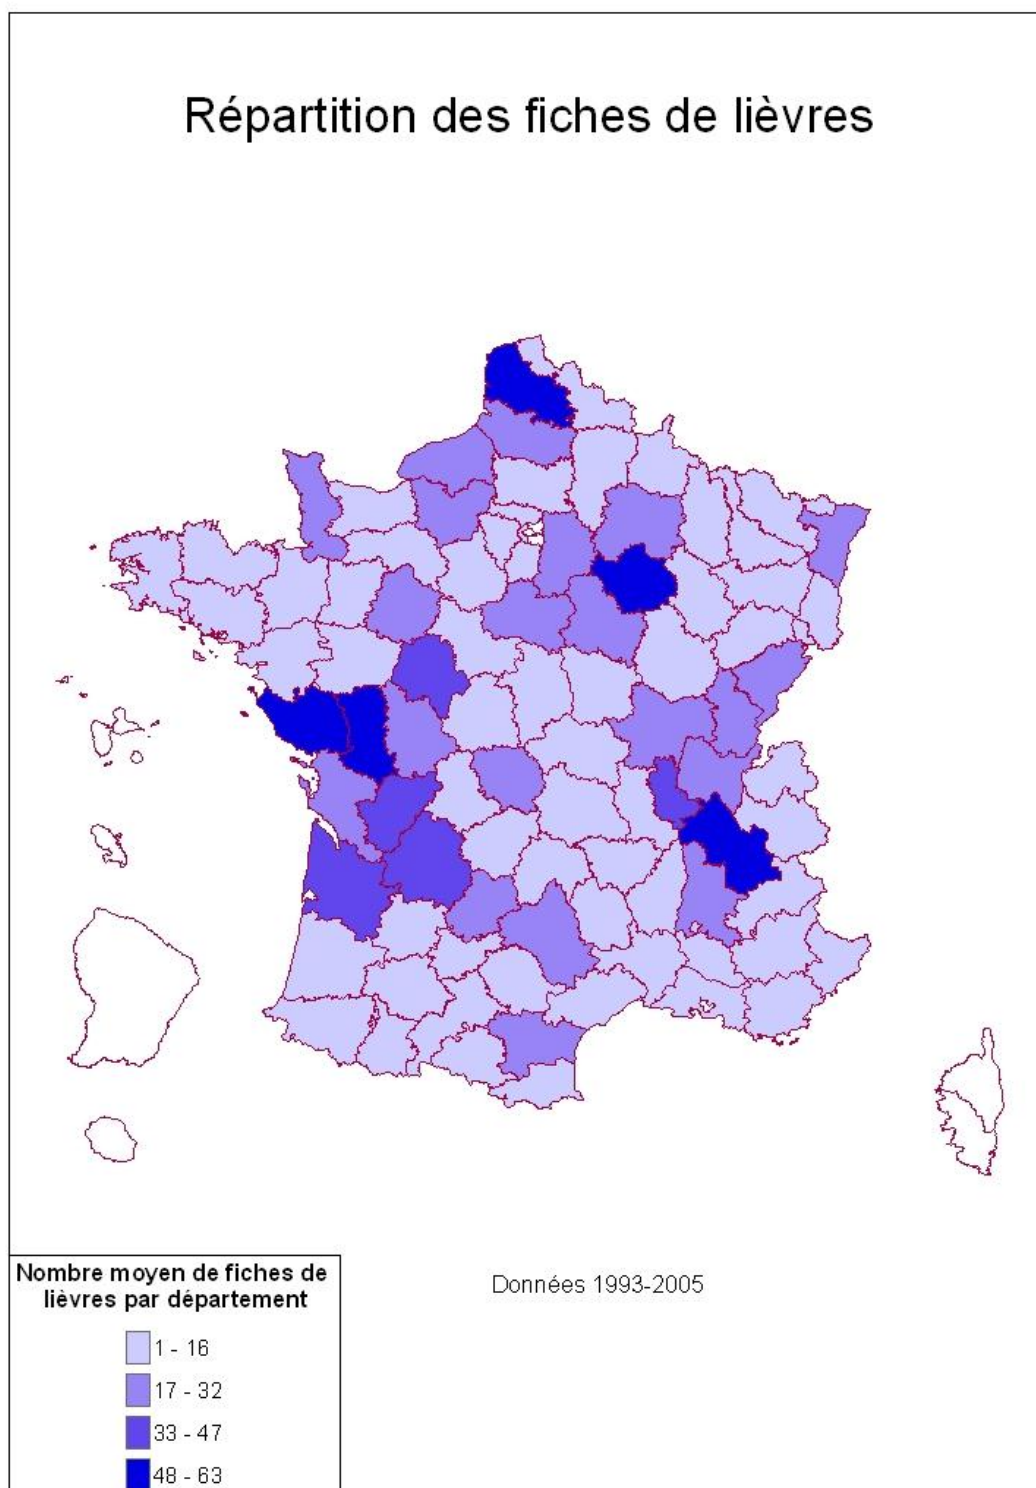 Répartition des fiches de lièvres
Données 1993-2005
Nombre moyen de fiches de
lièvres par département
1 - 16
17 - 32
33 - 47
48 - 63